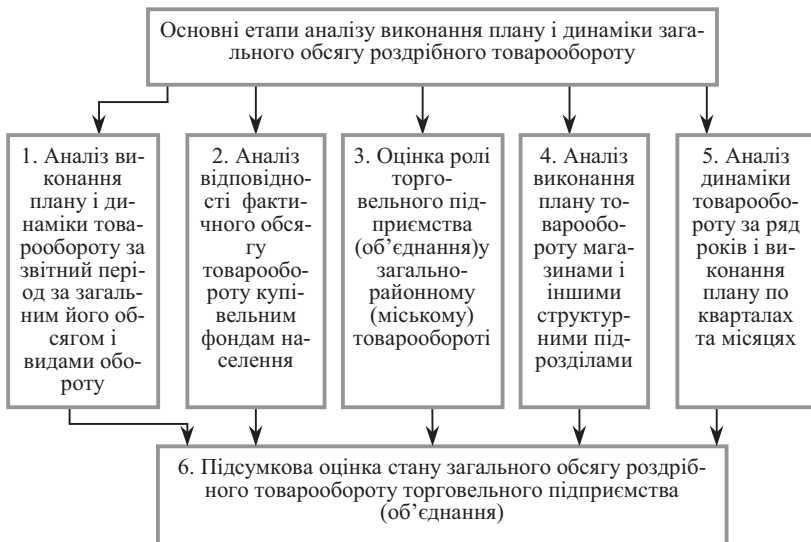 Основні етапи аналізу виконання плану і динаміки зага-
льного обсягу роздрібного товарообороту
1. Аналіз ви-
конання
плану і ди-
наміки това-
рообороту за
звітний пері-
од за загаль-
ним його об-
сягом і
видами обо-
роту
2. Аналіз
відповідно-
сті факти-
чного обся-
гу
товарообо-
роту купі-
вельним
фондам на-
селення
3. Оцінка ролі
торго-
вельного під-
приємства
(об’єднання)у
загально-
районному
(міському)
товарообороті
4. Аналіз
виконання
плану то-
варообо-
роту мага-
зинами і
іншими
структур-
ними під-
розділами
5. Аналіз
динаміки
товарообо-
роту за ряд
років і ви-
конання
плану по
кварталах
та місяцях
6. Підсумкова оцінка стану загального обсягу роздріб-
ного товарообороту торговельного підприємства
(об’єднання)